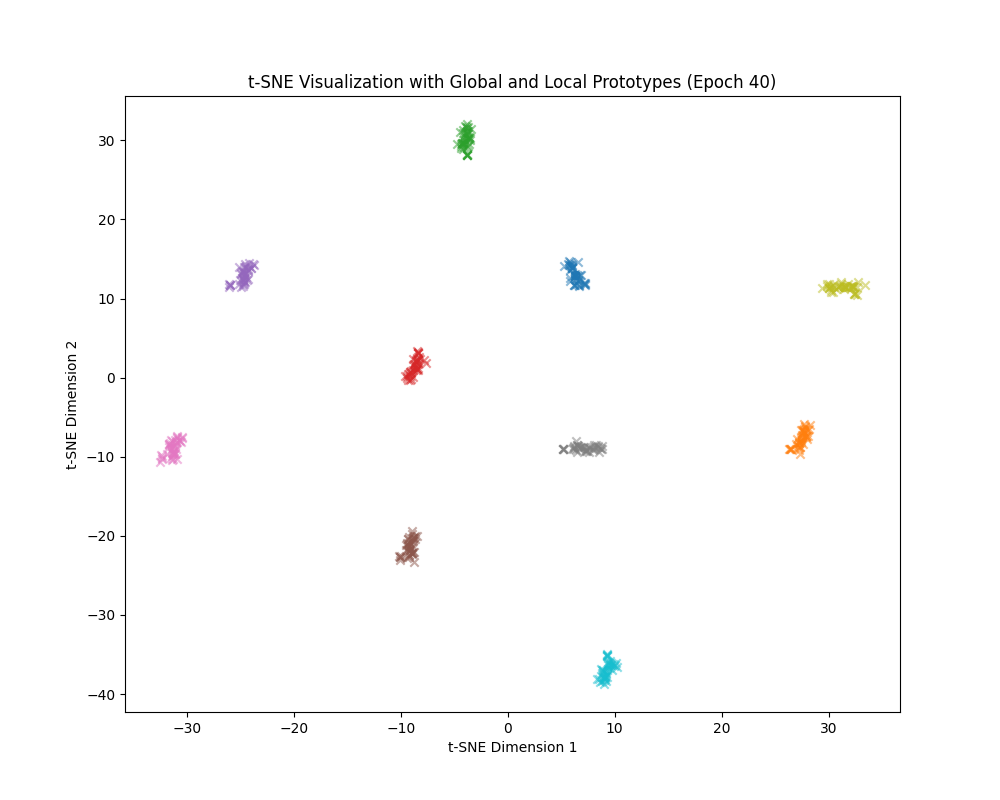 t-SNE Visualization with Global and Local Prototypes (Epoch 40)
30
20
10
0
−10
−20
−30
−40
t-SNE Dimension 2
−30 −20 −10 0 10 20 30
t-SNE Dimension 1